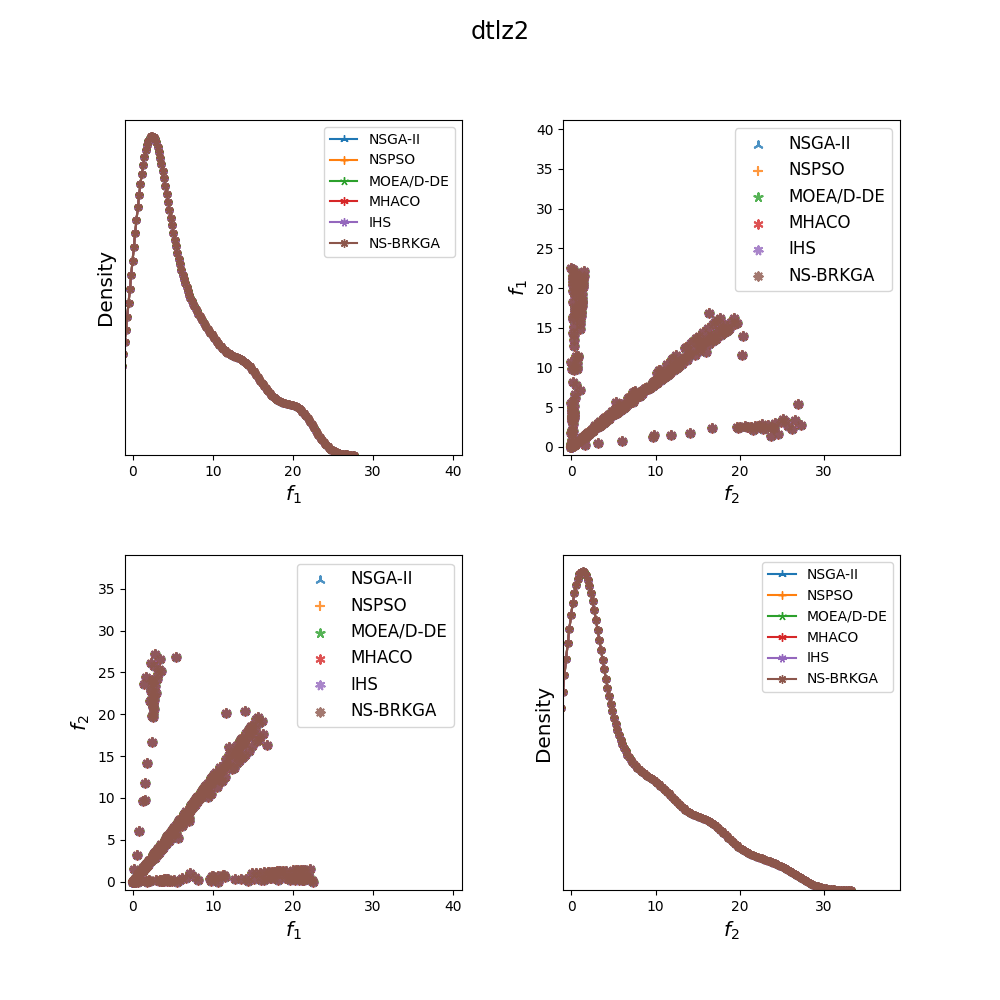 dtlz2
Density
NSGA-II
NSPSO
MOEA/D-DE
MHACO
IHS
NS-BRKGA
0 10 20 30 40
f1
f1
40
35
30
25
20
15
10
5
0
NSGA-II
NSPSO
MOEA/D-DE
MHACO
IHS
NS-BRKGA
0 10 20 30
f2
f2
35
30
25
20
15
10
5
0
NSGA-II
NSPSO
MOEA/D-DE
MHACO
IHS
NS-BRKGA
0 10 20 30 40
f1
Density
NSGA-II
NSPSO
MOEA/D-DE
MHACO
IHS
NS-BRKGA
0 10 20 30
f2